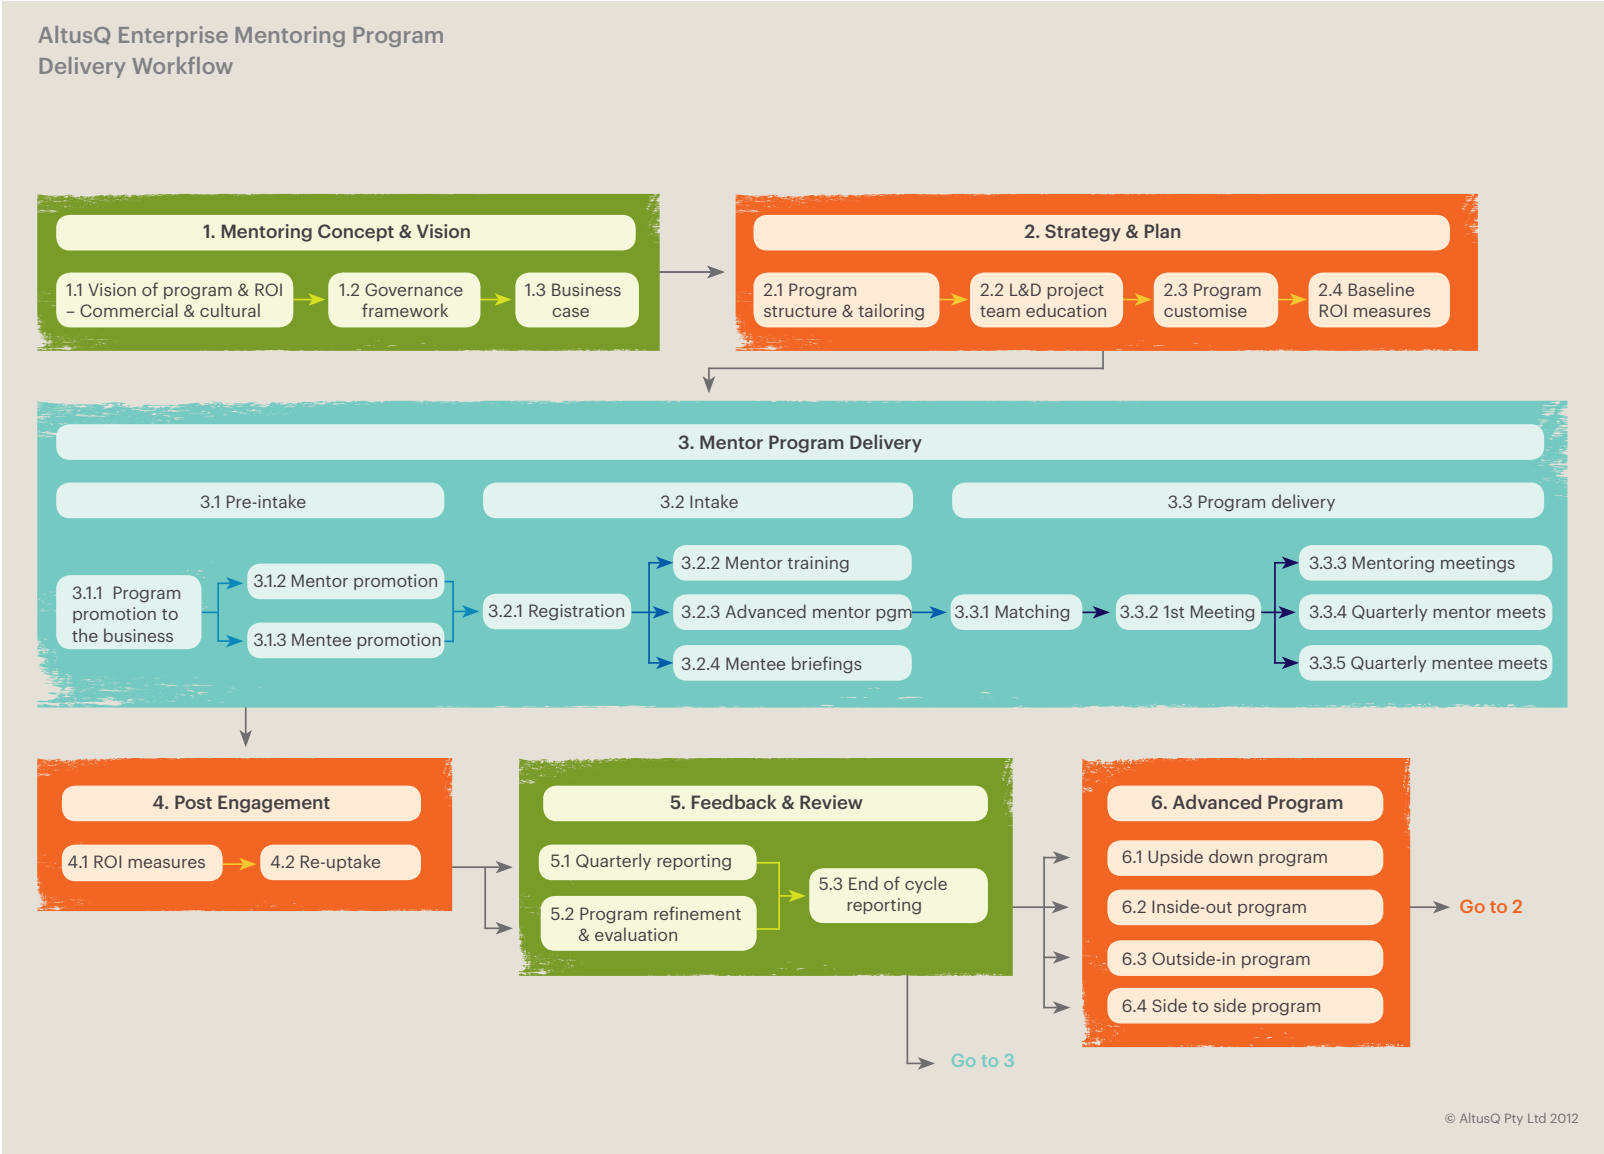 AltusQ Enterprise Mentoring Program
Delivery Workflow
1. Mentoring Concept & Vision
1.1 Vision of program & ROI
– Commercial & cultural
1.2 Governance
framework
1.3 Business
case
2. Strategy & Plan
2.1 Program
structure & tailoring
2.2 L&D project
team education
2.3 Program
customise
2.4 Baseline
ROI measures
3. Mentor Program Delivery
3.1 Pre-intake
3.1.1 Program
promotion to
the business
3.1.2 Mentor promotion
3.1.3 Mentee promotion
3.2 Intake
3.2.1 Registration
3.2.2 Mentor training
3.2.3 Advanced mentor pgm
3.2.4 Mentee briefings
3.3 Program delivery
3.3.1 Matching
3.3.2 1st Meeting
3.3.3 Mentoring meetings
3.3.4 Quarterly mentor meets
3.3.5 Quarterly mentee meets
4. Post Engagement
4.1 ROI measures
4.2 Re-uptake
5. Feedback & Review
5.1 Quarterly reporting
5.2 Program refinement
& evaluation
5.3 End of cycle
reporting
Go to 3
6. Advanced Program
6.1 Upside down program
6.2 Inside-out program
6.3 Outside-in program
6.4 Side to side program
Go to 2
© AltusQ Pty Ltd 2012